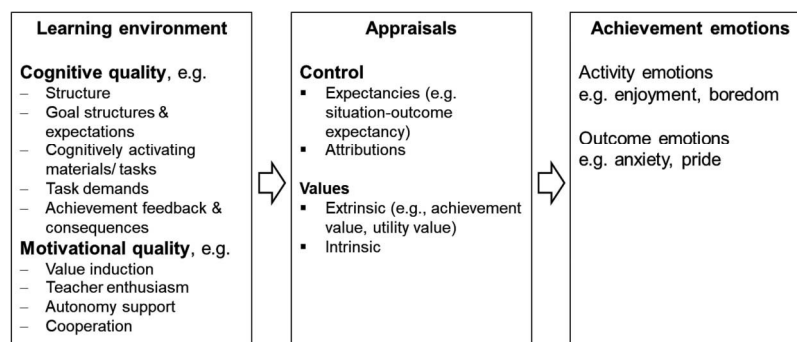 Learning environment
Cognitive quality, e.g.
– Structure
– Goal structures &
expectations
– Cognitively activating
materials/ tasks
– Task demands
– Achievement feedback &
consequences
Motivational quality, e.g.
– Value induction
– Teacher enthusiasm
– Autonomy support
– Cooperation
Appraisals
Control
▪ Expectancies (e.g.
situation-outcome
expectancy)
▪ Attributions
Values
▪ Extrinsic (e.g., achievement
value, utility value)
▪ Intrinsic
Achievement emotions
Activity emotions
e.g. enjoyment, boredom
Outcome emotions
e.g. anxiety, pride